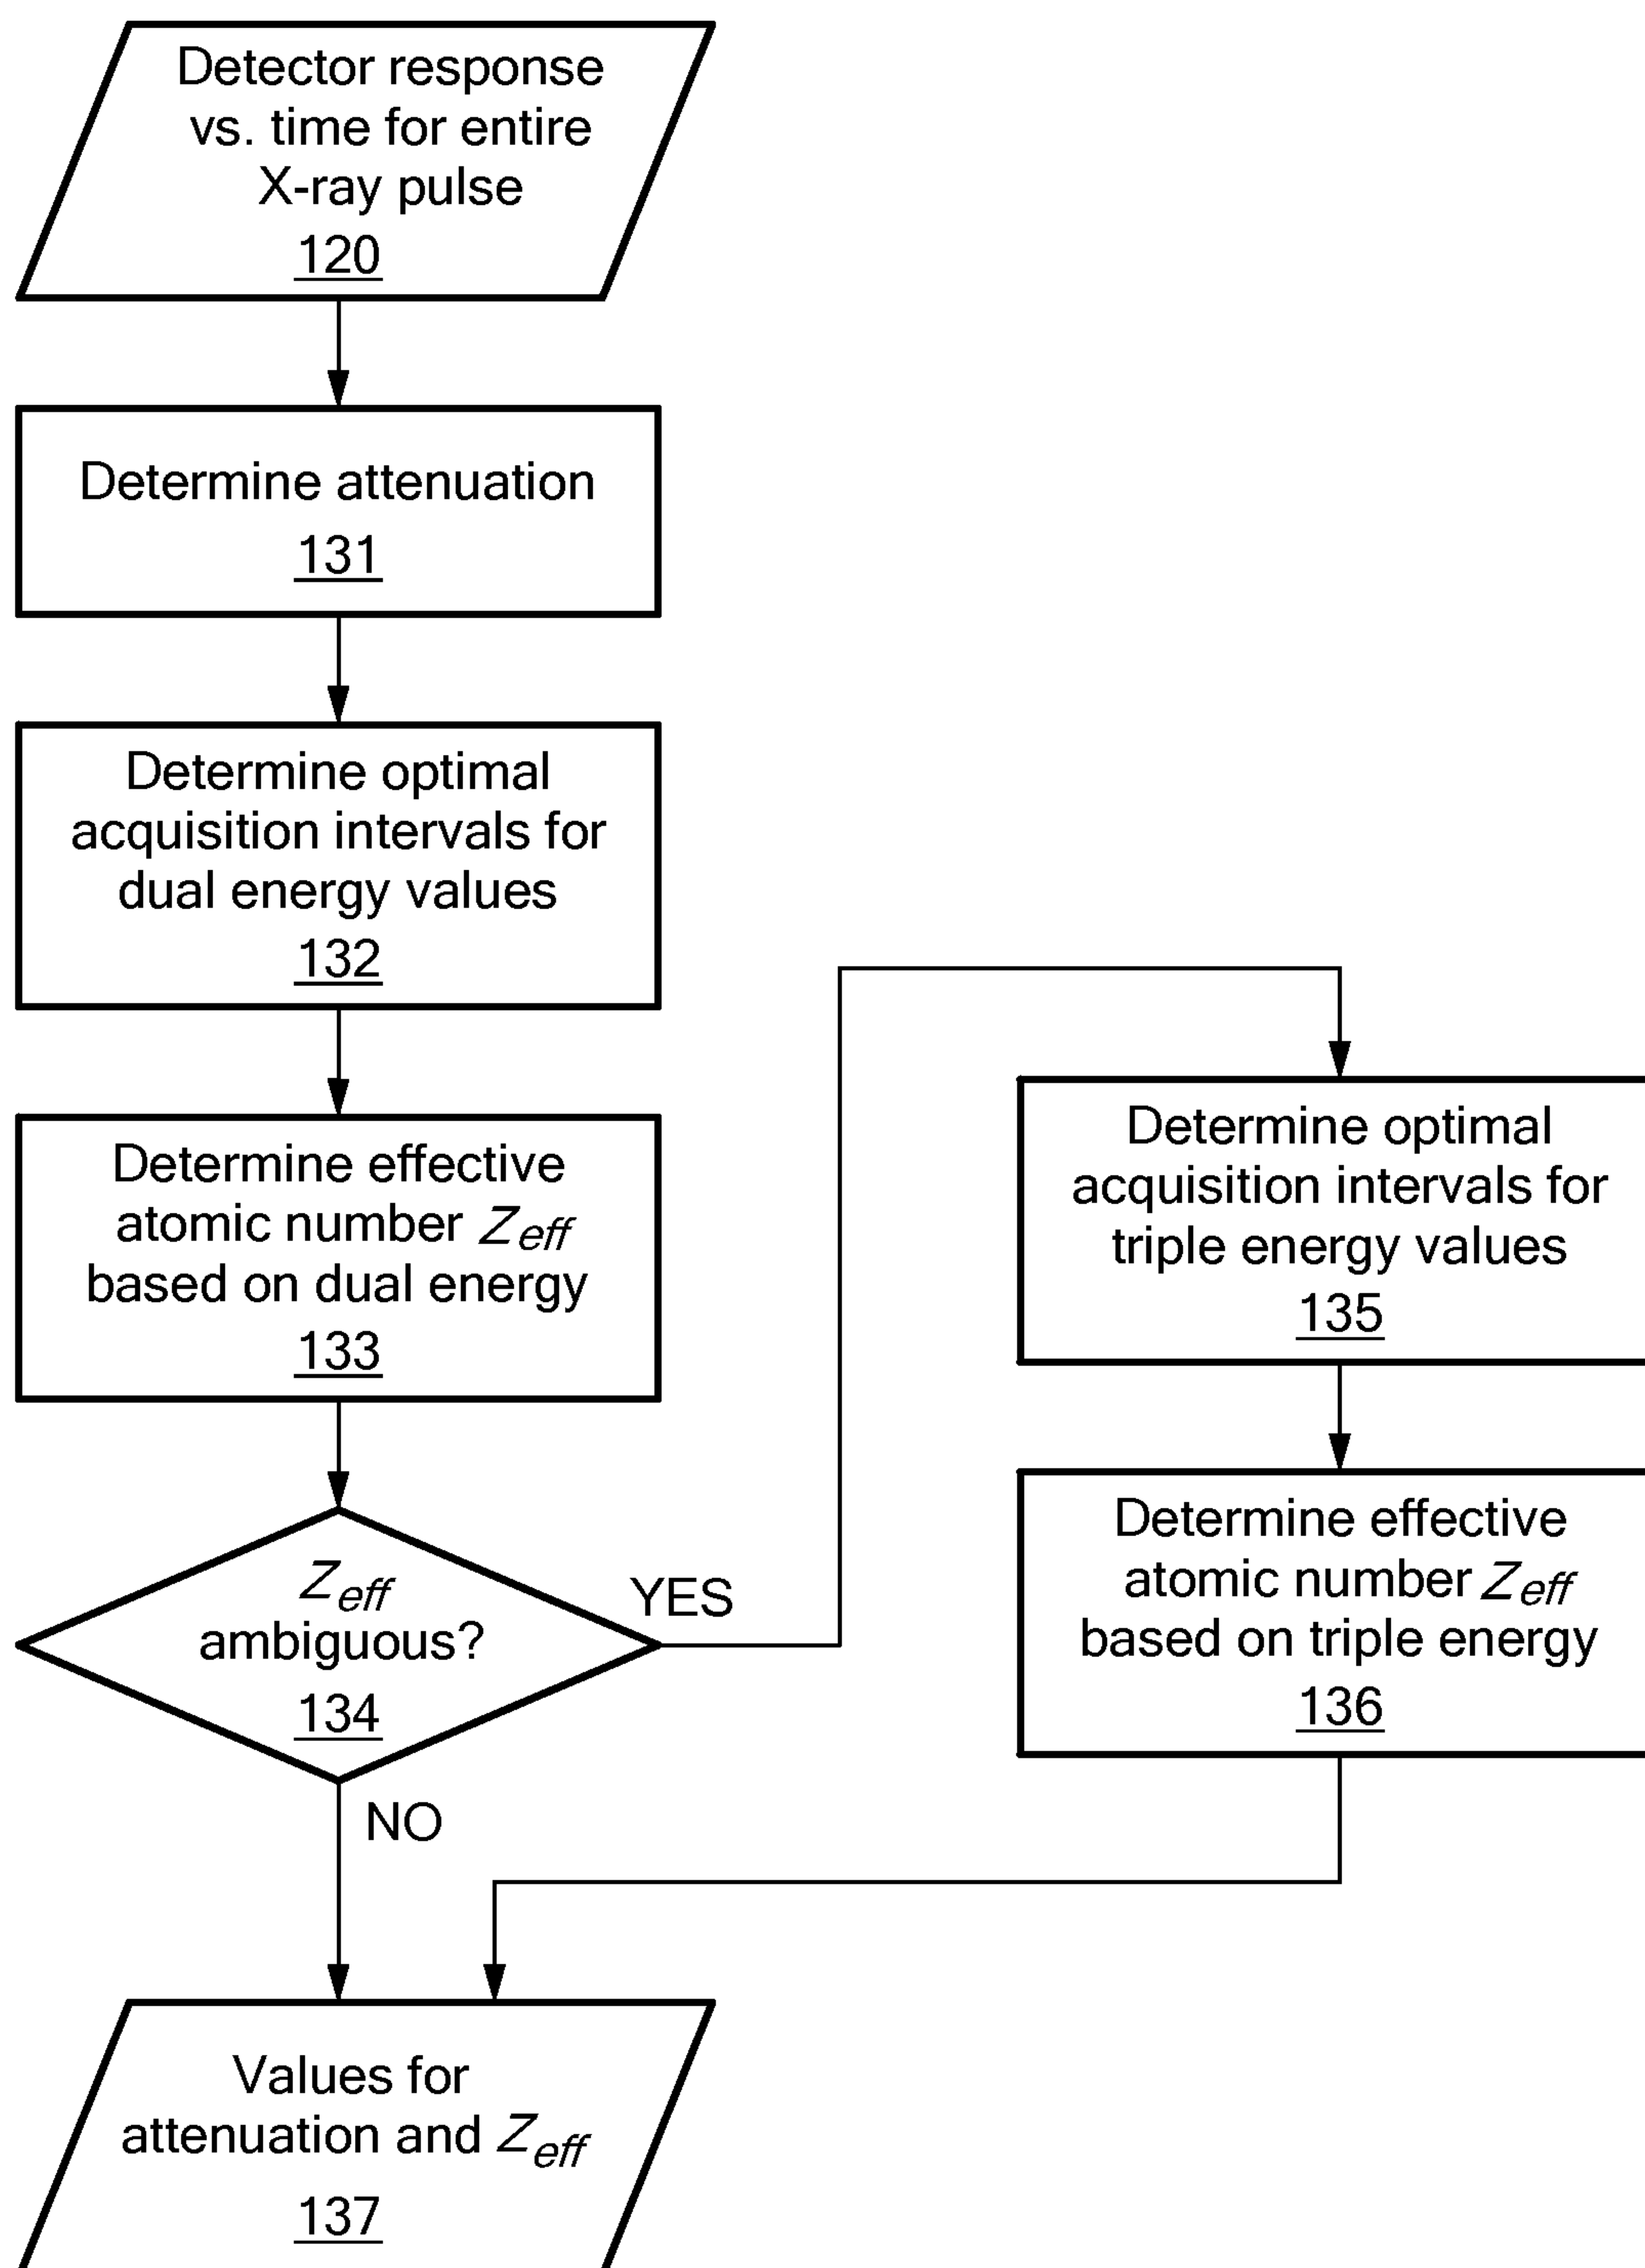 Detector response
vs. time for entire
X-ray pulse
120
Determine attenuation
131
Determine optimal
acquisition intervals for
dual energy values
132
Determine effective
atomic number Zeff
based on dual energy
133
Zeff
ambiguous?
134
YES
NO
Determine optimal
acquisition intervals for
triple energy values
135
Determine effective
atomic number Zeff
based on triple energy
136
Values for
attenuation and Zeff
137